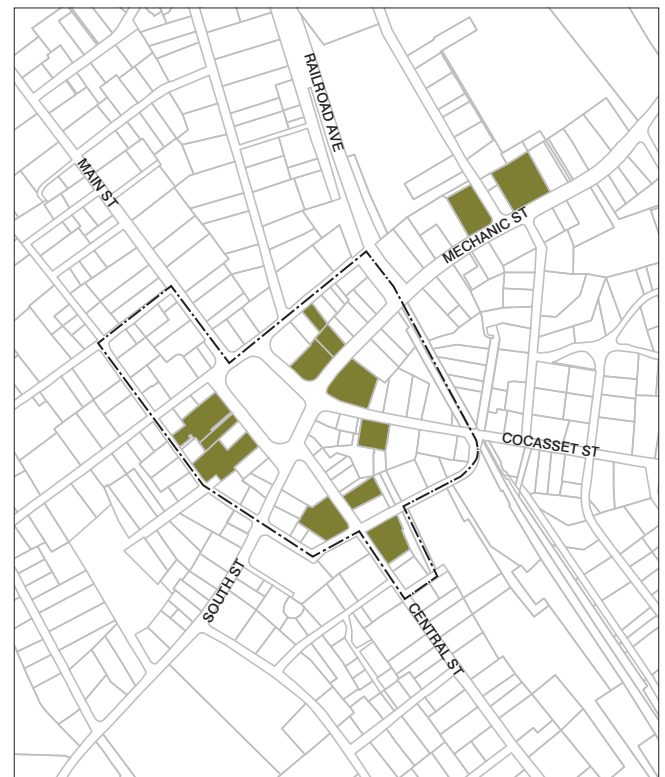 RAILROAD AVE
MAIN ST
MECHANIC ST
COCASSET ST
SOUTH ST
CENTRAL ST